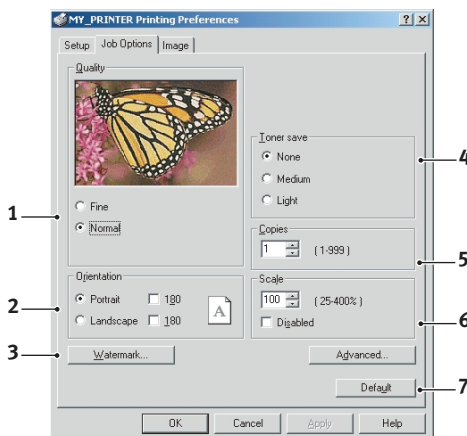 MY_PRINTER Printing Preferences
Setup Job Options Image
Quality
Fine
Normal
Orientation
Portrait 180
Landscape 180
A
Watermark...
Toner save
None
Medium
Light
Copies
1 (1-999)
Scale
100 (25-400%)
Disabled
Advanced...
Default
OK Cancel Apply Help
1
2
3
4
5
6
7